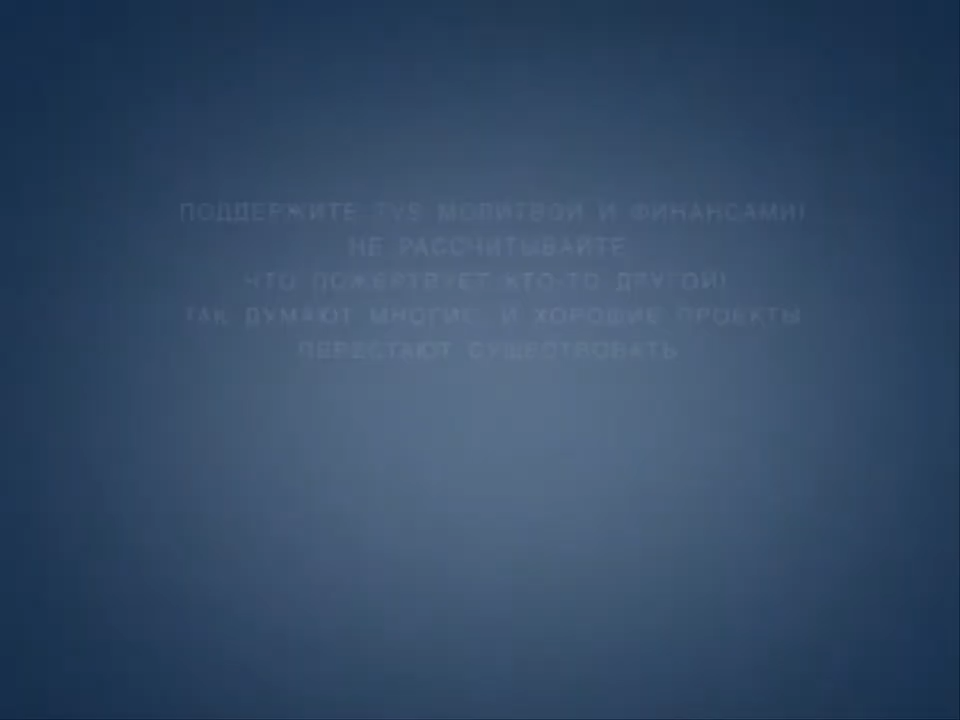 ПОДДЕРЖИТЕ TVS МОЛИТВОЙ И ФИНАНСАМИ!
НЕ РАССЧИТЫВАЙТЕ
ЧТО ПОЖЕРТВУЕТ КТО-ТО ДРУГОЙ!
ТАК ДУМАЮТ МНОГИЕ, И ХОРОШИЕ ПРОЕКТЫ
ПЕРЕСТАЮТ СУЩЕСТВОВАТЬ